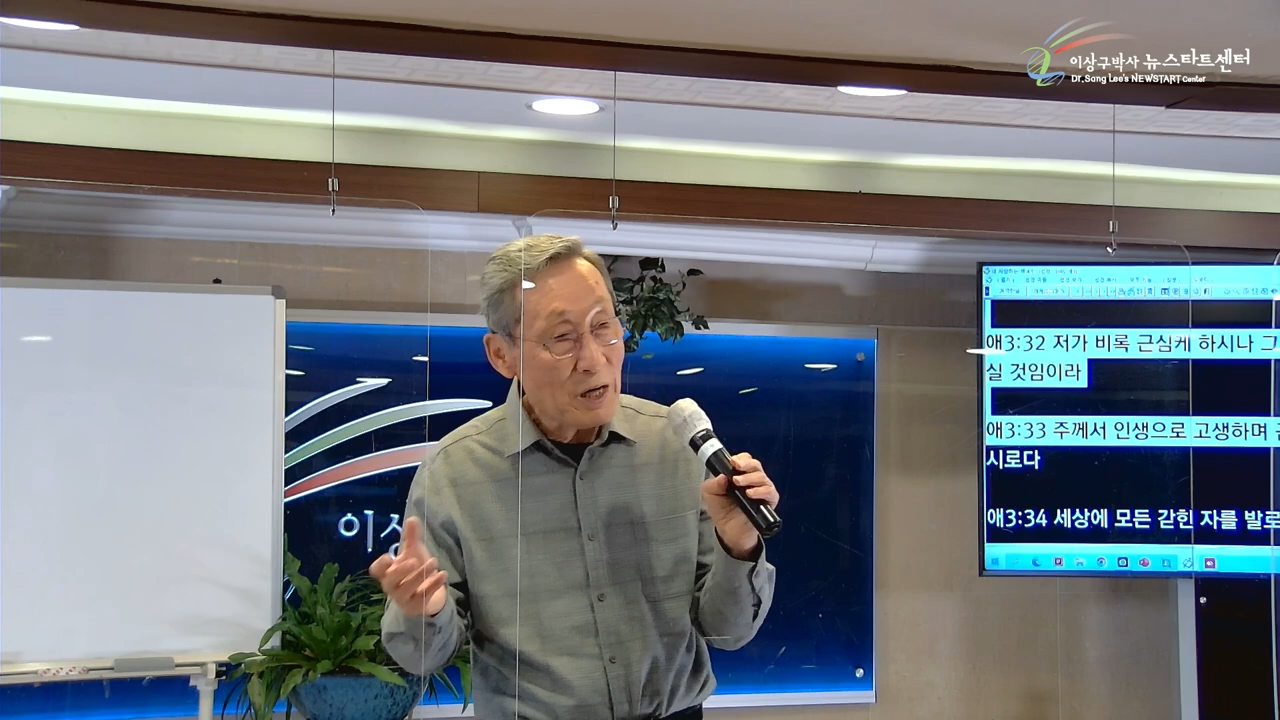 이상구박사 뉴스타트센터
Dr.Sang Lee's NEWSTART Center
애3:32 저가 비록 근심케 하시나 그
실 것임이라
애3:33 주께서 인생으로 고생하며
시로다
애3:34 세상에 모든 갇힌 자를 발로
이상